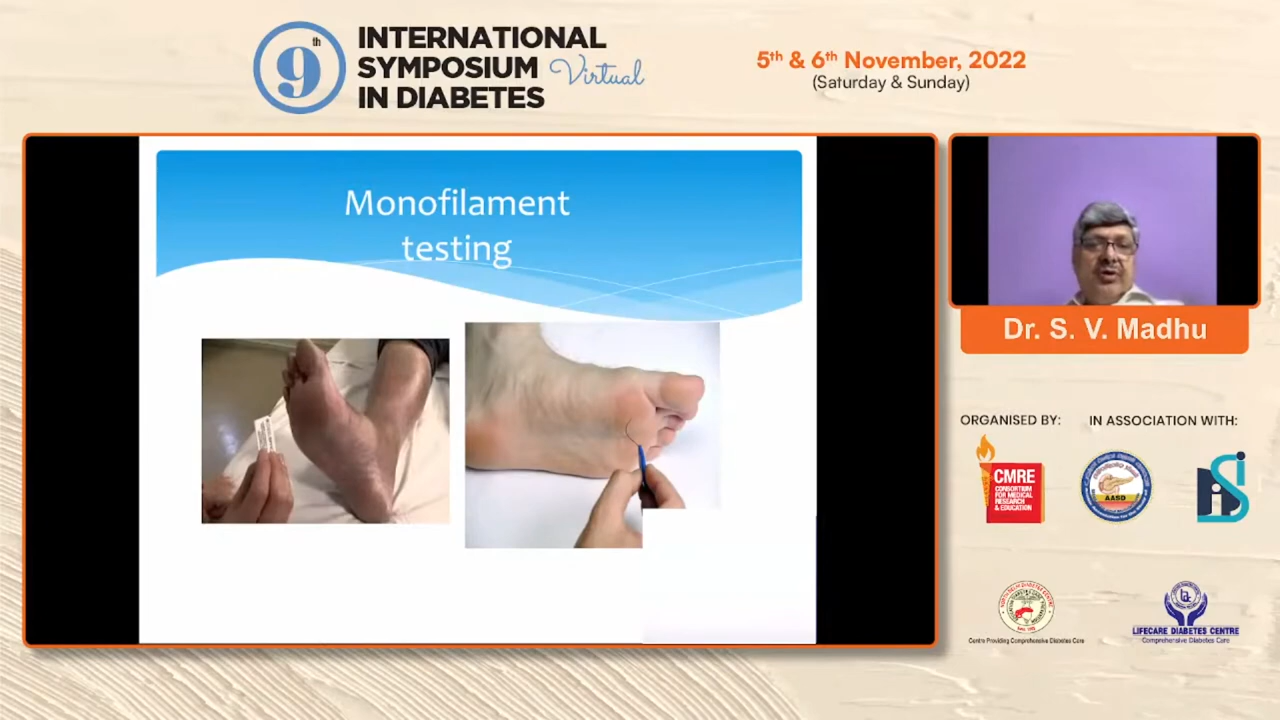 9th
INTERNATIONAL
SYMPOSIUM Virtual
IN DIABETES
5th & 6th November, 2022
(Saturday & Sunday)
Monofilament
testing
Dr. S. V. Madhu
ORGANISED BY:
IN ASSOCIATION WITH:
CMRE
CONSORTIUM
FOR MEDICAL
RESEARCH
& EDUCATION
AASD
Centre Providing Comprehensive Diabetes Care
LIFECARE DIABETES CENTRE
Comprehensive Diabetes Care